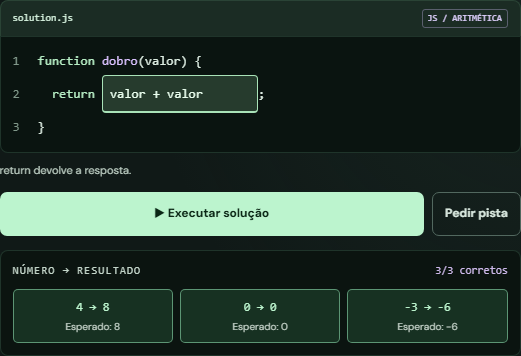 solution.js
JS / ARITMÉTICA
1 function dobro(valor) {
2 return valor + valor ;
3 }
return devolve a resposta.
▶ Executar solução
Pedir pista
NÚMERO → RESULTADO
3/3 corretos
4 → 8
Esperado: 8
0 → 0
Esperado: 0
-3 → -6
Esperado: -6